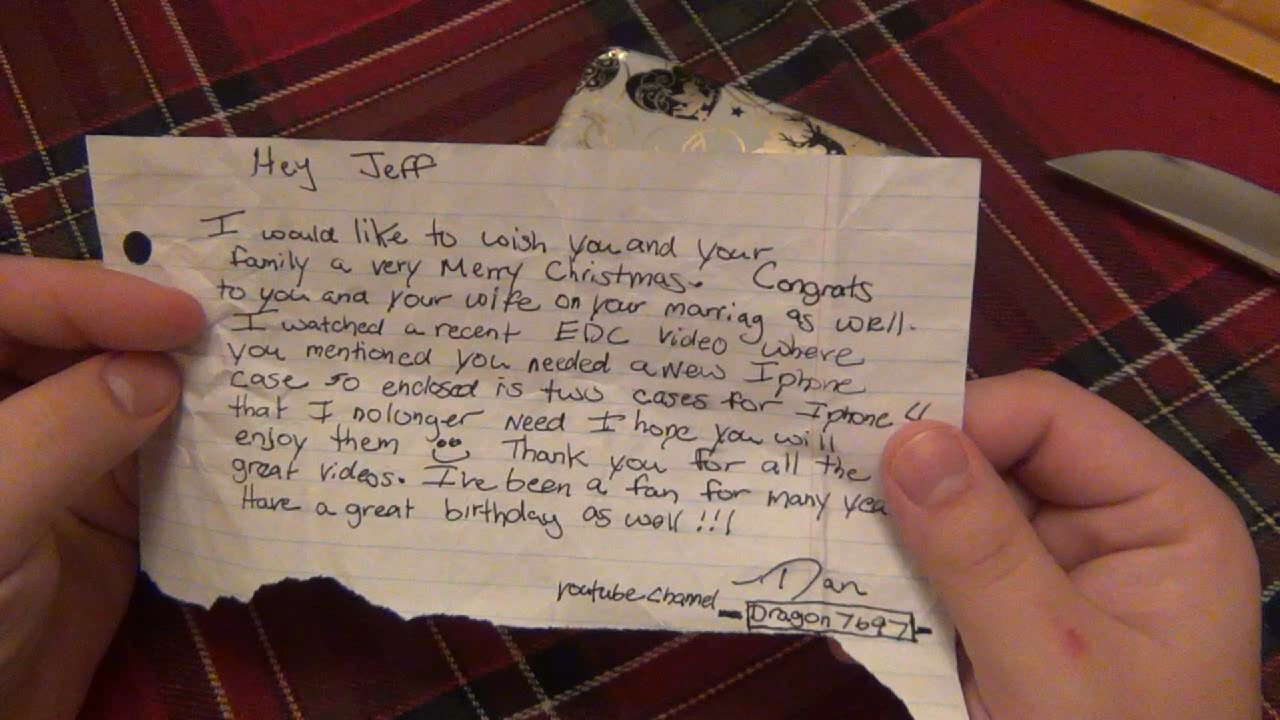 Hey Jeff
I would like to wish you and your
family a very Merry Christmas. Congrats
to you and your wife on your marriag as well.
I watched a recent EDC video where
you mentioned you needed a new Iphone
case so enclosed is two cases for Iphone 4
that I nolonger need I hope you will
enjoy them Thank you for all the
great videos. I've been a fan for many yea
Have a great birthday as well!!!
Dan
youtube channel
Dragon7697